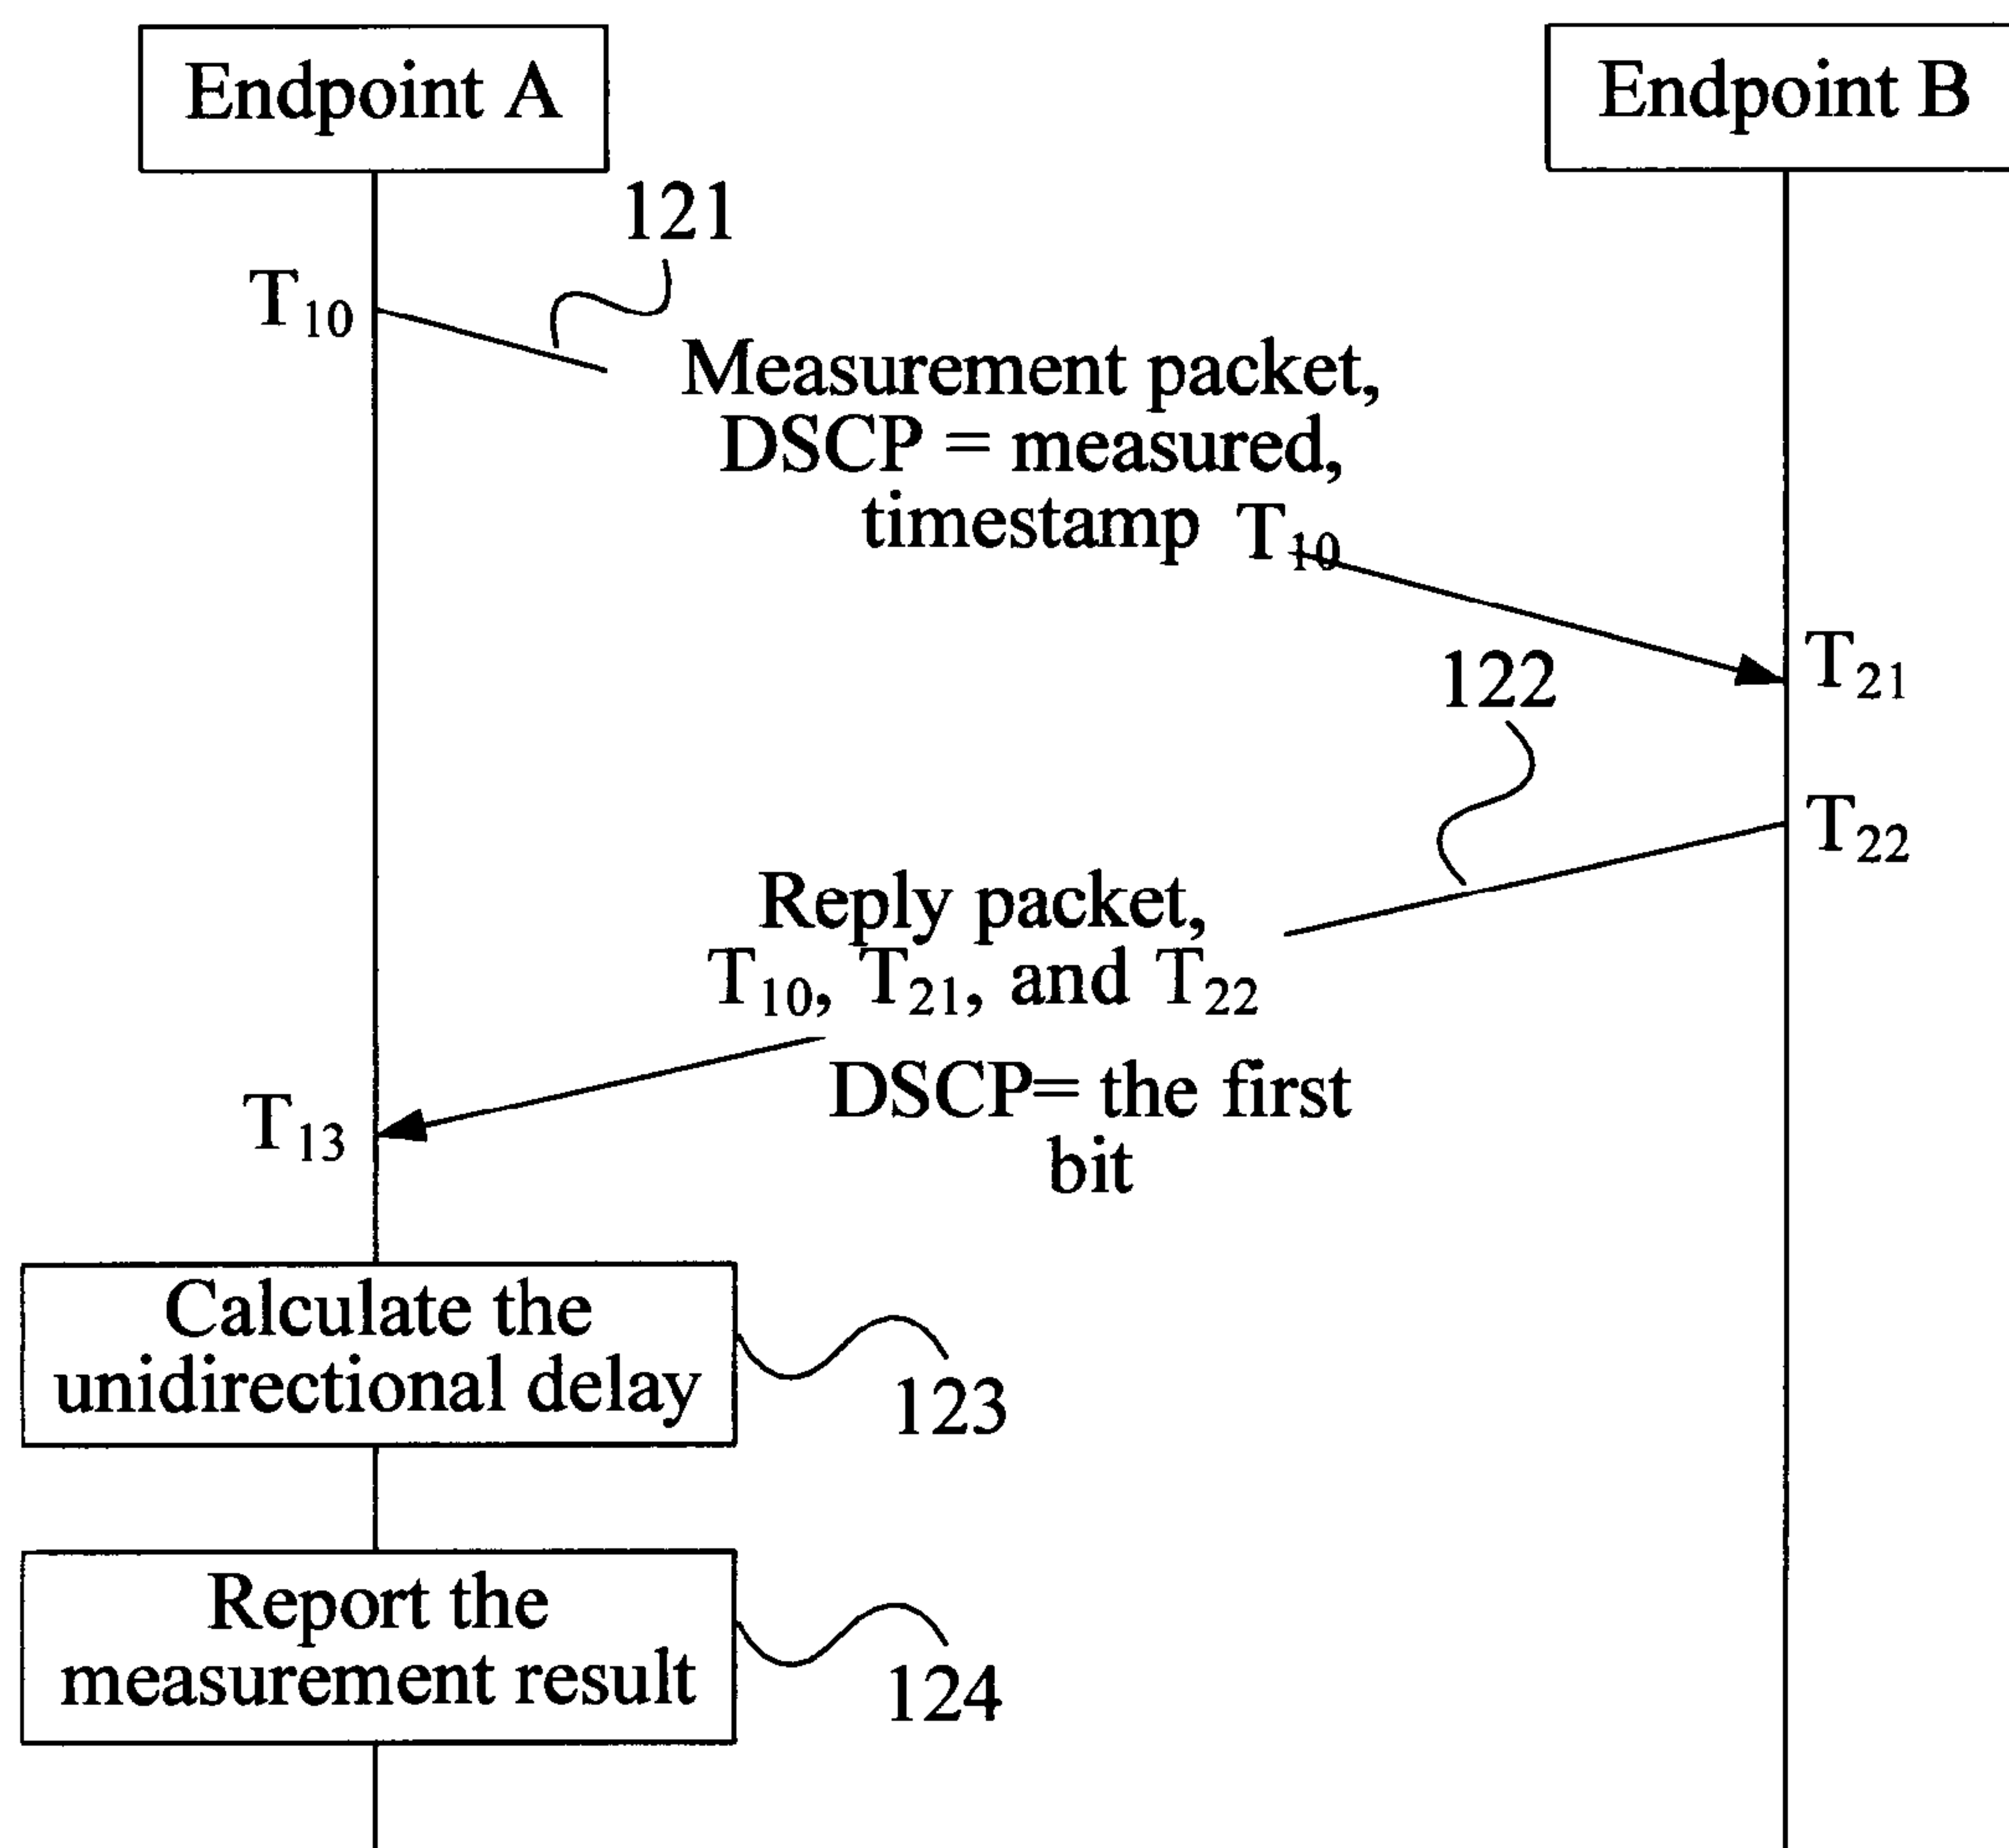 Endpoint A
Endpoint B
121
T₁₀
Measurement packet,
DSCP = measured,
timestamp T₁₀
T₂₁
122
T₂₂
Reply packet,
T₁₀, T₂₁, and T₂₂
DSCP= the first
bit
T₁₃
Calculate the
unidirectional delay
123
Report the
measurement result
124